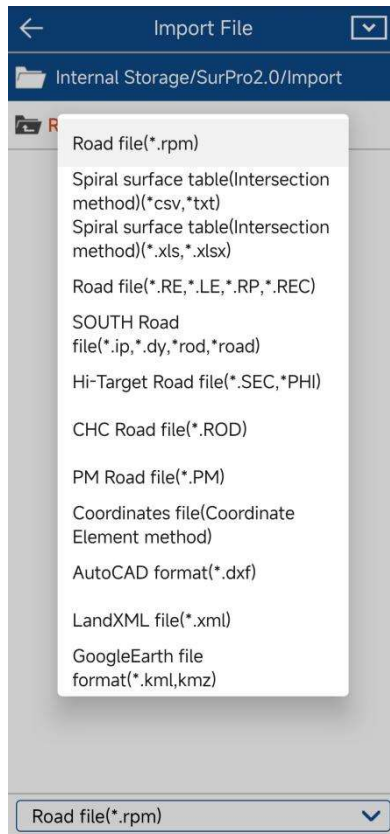 Import File
Internal Storage/SurPro2.0/Import
R
Road file(*.rpm)
Spiral surface table(Intersection
method)(*csv,*txt)
Spiral surface table(Intersection
method)(*.xls,*.xlsx)
Road file(*.RE,*.LE,*.RP,*.REC)
SOUTH Road
file(*.ip,*.dy,*rod,*road)
Hi-Target Road file(*.SEC,*PHI)
CHC Road file(*.ROD)
PM Road file(*.PM)
Coordinates file(Coordinate
Element method)
AutoCAD format(*.dxf)
LandXML file(*.xml)
GoogleEarth file
format(*.kml,kmz)
Road file(*.rpm)